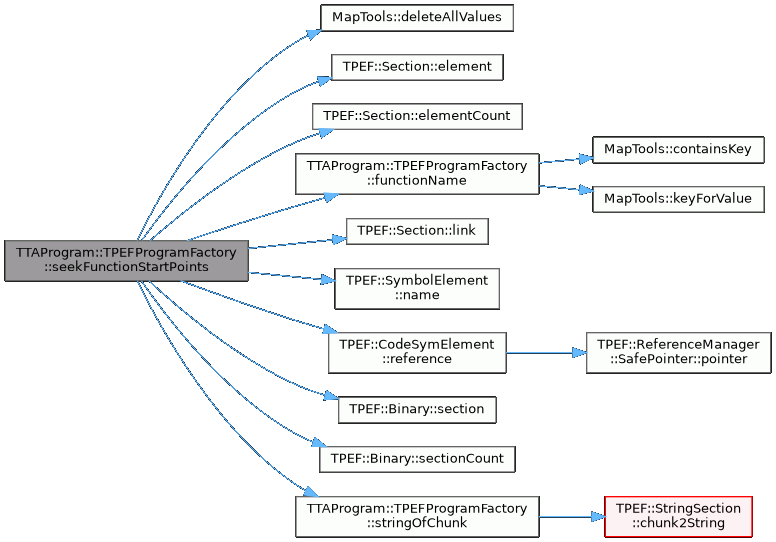 MapTools::deleteAllValues
TPEF::Section::element
TPEF::Section::elementCount
TTAProgram::TPEFProgramFactory
::functionName
MapTools::containsKey
MapTools::keyForValue
TPEF::Section::link
TTAProgram::TPEFProgramFactory
::seekFunctionStartPoints
TPEF::SymbolElement
::name
TPEF::CodeSymElement
::reference
TPEF::ReferenceManager
::SafePointer::pointer
TPEF::Binary::section
TPEF::Binary::sectionCount
TTAProgram::TPEFProgramFactory
::stringOfChunk
TPEF::StringSection
::chunk2String